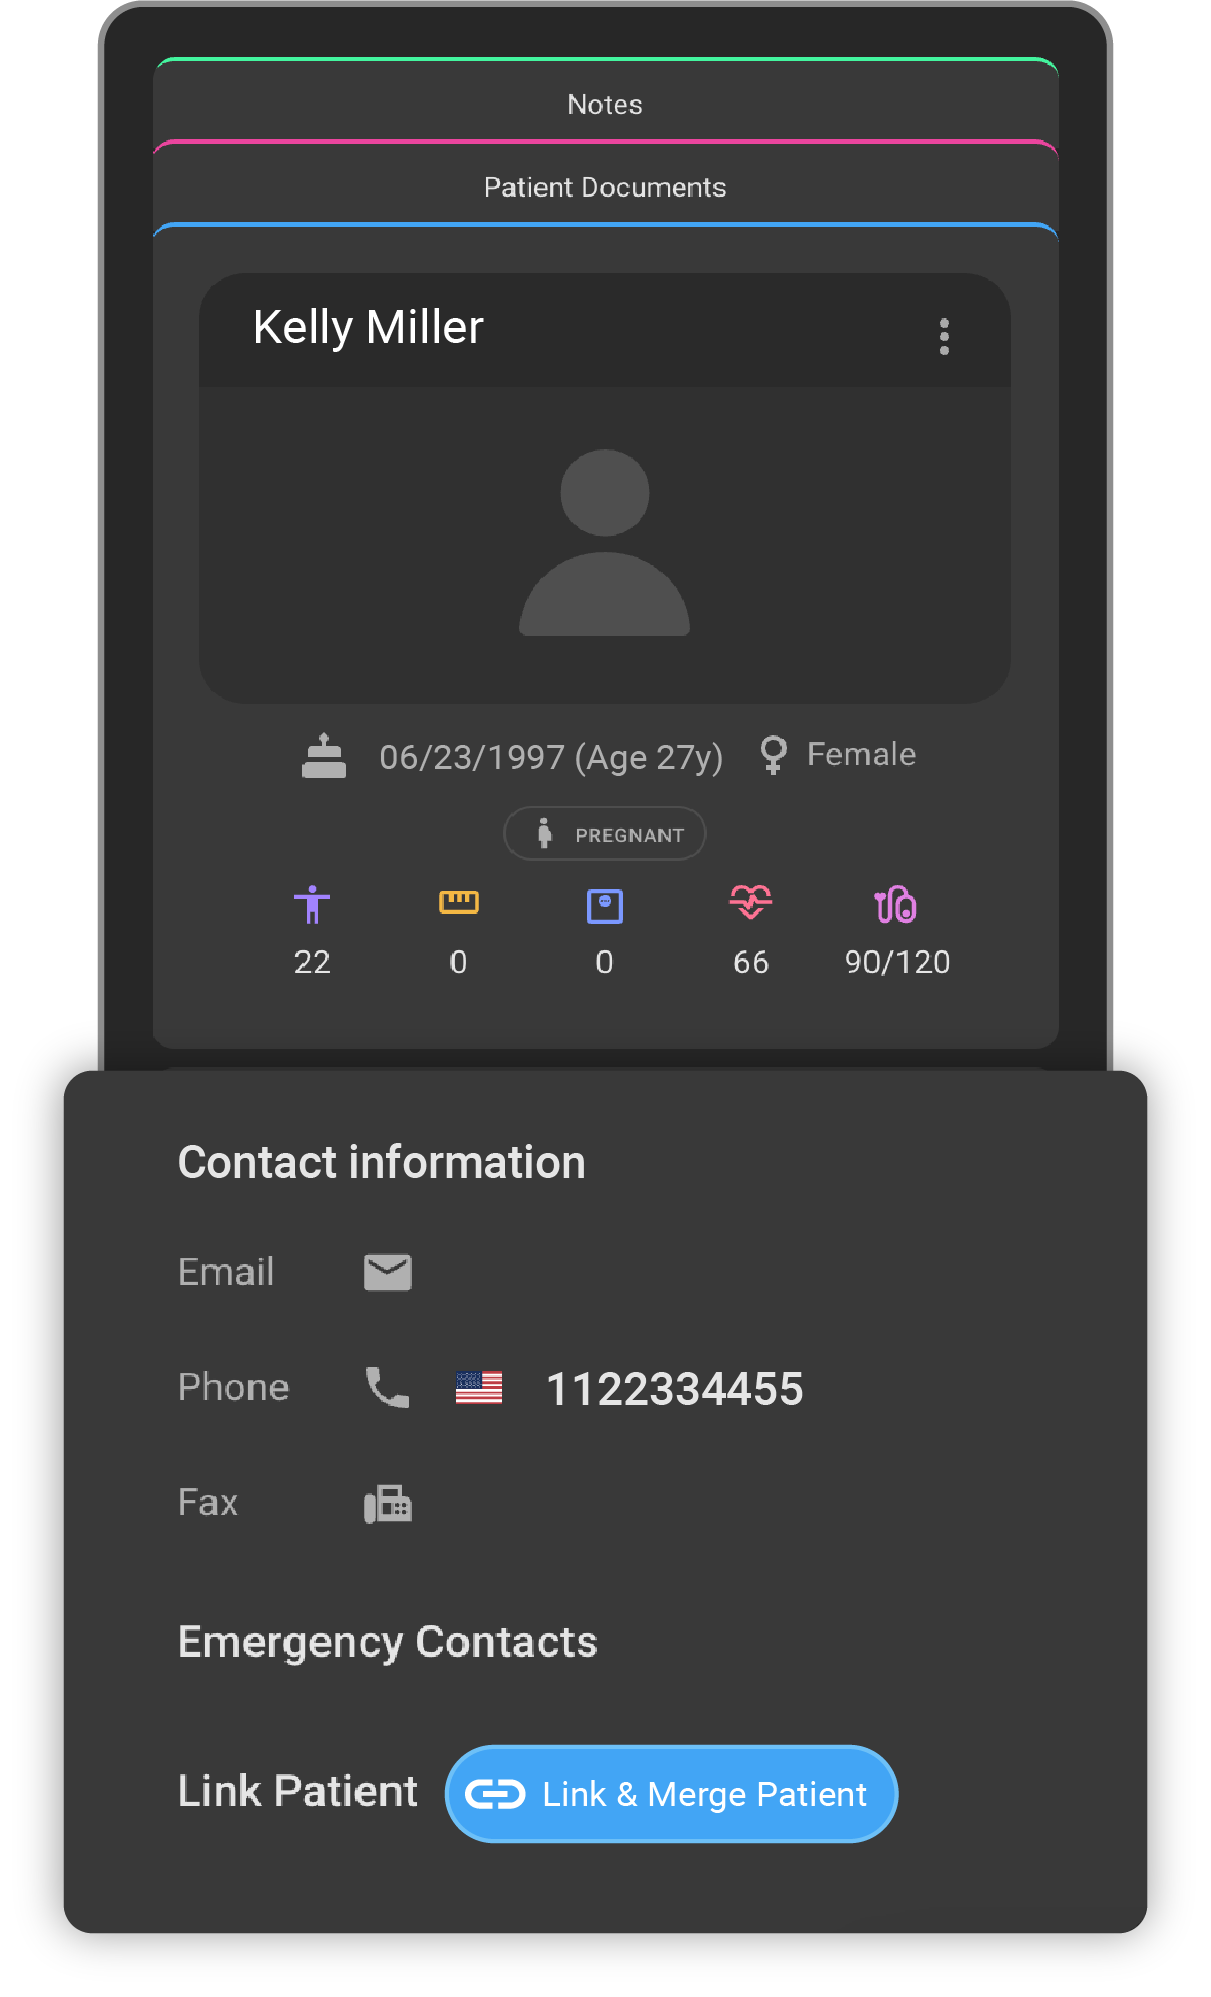 Notes
Patient Documents
Kelly Miller
06/23/1997 (Age 27y) Female
PREGNANT
22 0 0 66 90/120
Contact information
Email
Phone 1122334455
Fax
Emergency Contacts
Link Patient Link & Merge Patient